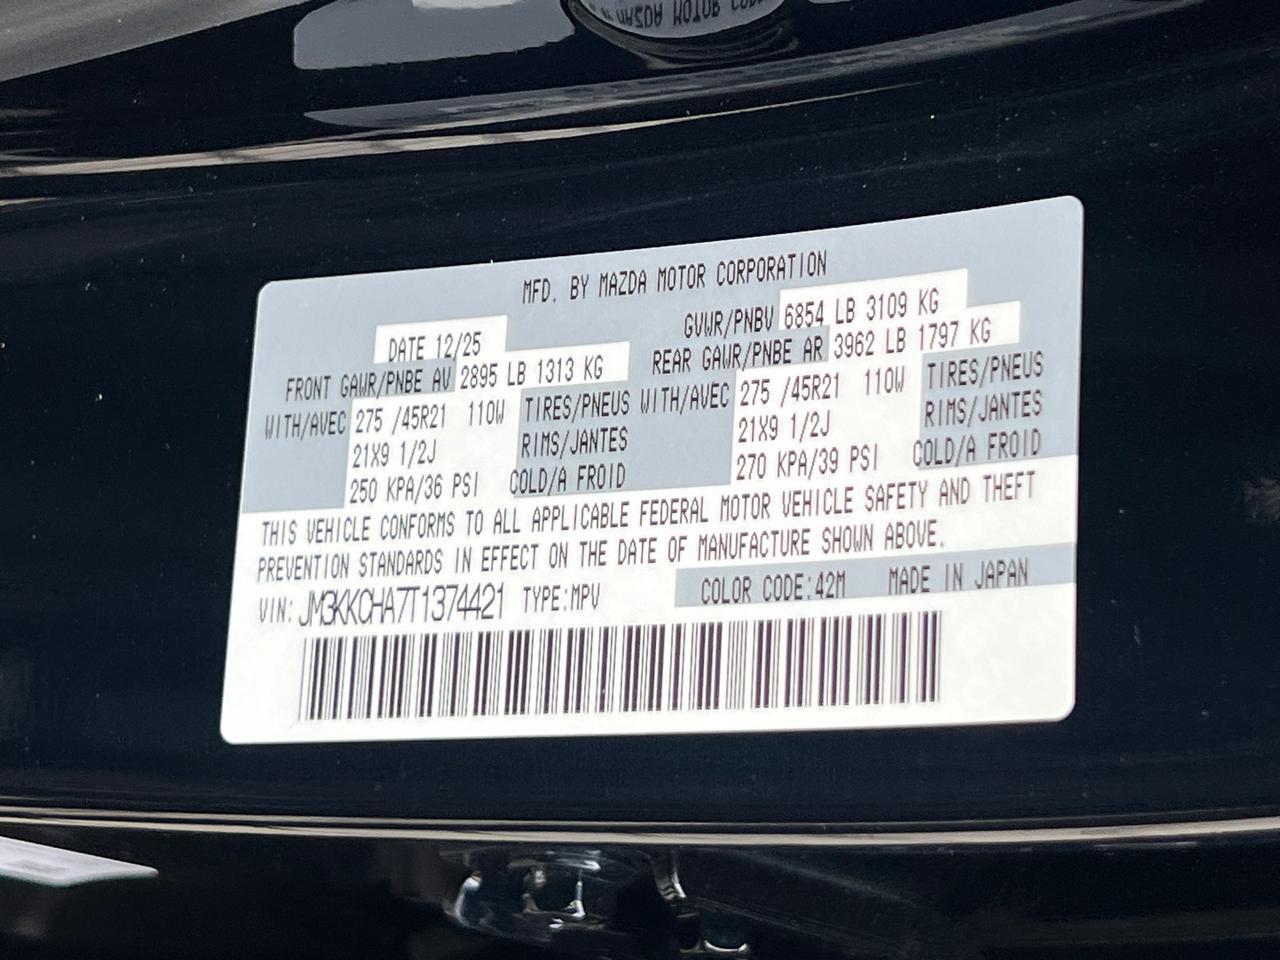 MFD. BY MAZDA MOTOR CORPORATION
DATE 12/25
GVWR/PNBV 6854 LB 3109 KG
FRONT GAWR/PNBE AV 2895 LB 1313 KG
REAR GAWR/PNBE AR 3962 LB 1797 KG
WITH/AVEC 275 /45R21 110W TIRES/PNEUS
WITH/AVEC 275 /45R21 110W TIRES/PNEUS
21X9 1/2J RIMS/JANTES
21X9 1/2J RIMS/JANTES
250 KPA/36 PSI COLD/A FROID
270 KPA/39 PSI COLD/A FROID
THIS VEHICLE CONFORMS TO ALL APPLICABLE FEDERAL MOTOR VEHICLE SAFETY AND THEFT
PREVENTION STANDARDS IN EFFECT ON THE DATE OF MANUFACTURE SHOWN ABOVE.
VIN: JM3KKCHA7T1374421 TYPE:MPV COLOR CODE:42M MADE IN JAPAN